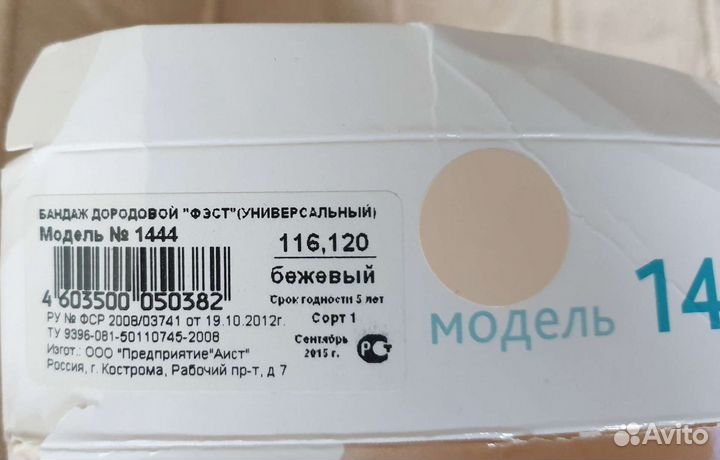 БАНДАЖ ДОРОДОВОЙ "ФЭСТ"(УНИВЕРСАЛЬНЫЙ)
Модель № 1444
116,120
бежевый
4 603500 050382
Срок годности 5 лет
РУ № ФСР 2008/03741 от 19.10.2012г.
Сорт 1
ТУ 9396-081-50110745-2008
Сентябрь
2015 г.
РСТ
Изгот.: ООО "Предприятие"Аист"
Россия, г. Кострома, Рабочий пр-т, д 7
модель 14
Avito